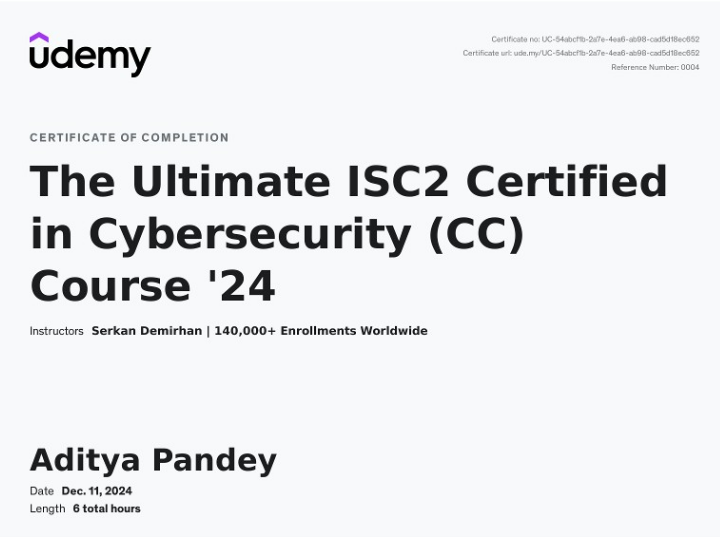 udemy
Certificate no: UC-54abcf1b-2a7e-4ea6-ab98-cad5d18ec652
Certificate url: ude.my/UC-54abcf1b-2a7e-4ea6-ab98-cad5d18ec652
Reference Number: 0004
CERTIFICATE OF COMPLETION
The Ultimate ISC2 Certified
in Cybersecurity (CC)
Course '24
Instructors Serkan Demirhan | 140,000+ Enrollments Worldwide
Aditya Pandey
Date Dec. 11, 2024
Length 6 total hours